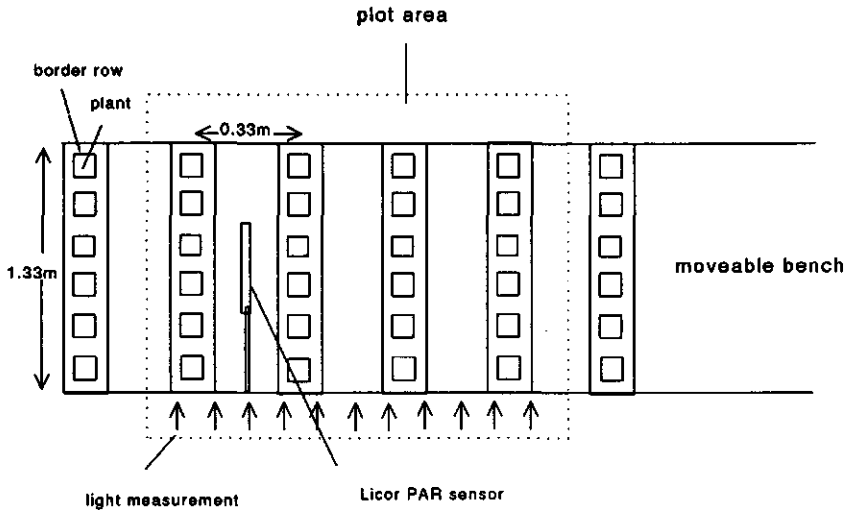 plot area
border row
plant
0.33m
1.33m
moveable bench
light measurement
Licor PAR sensor